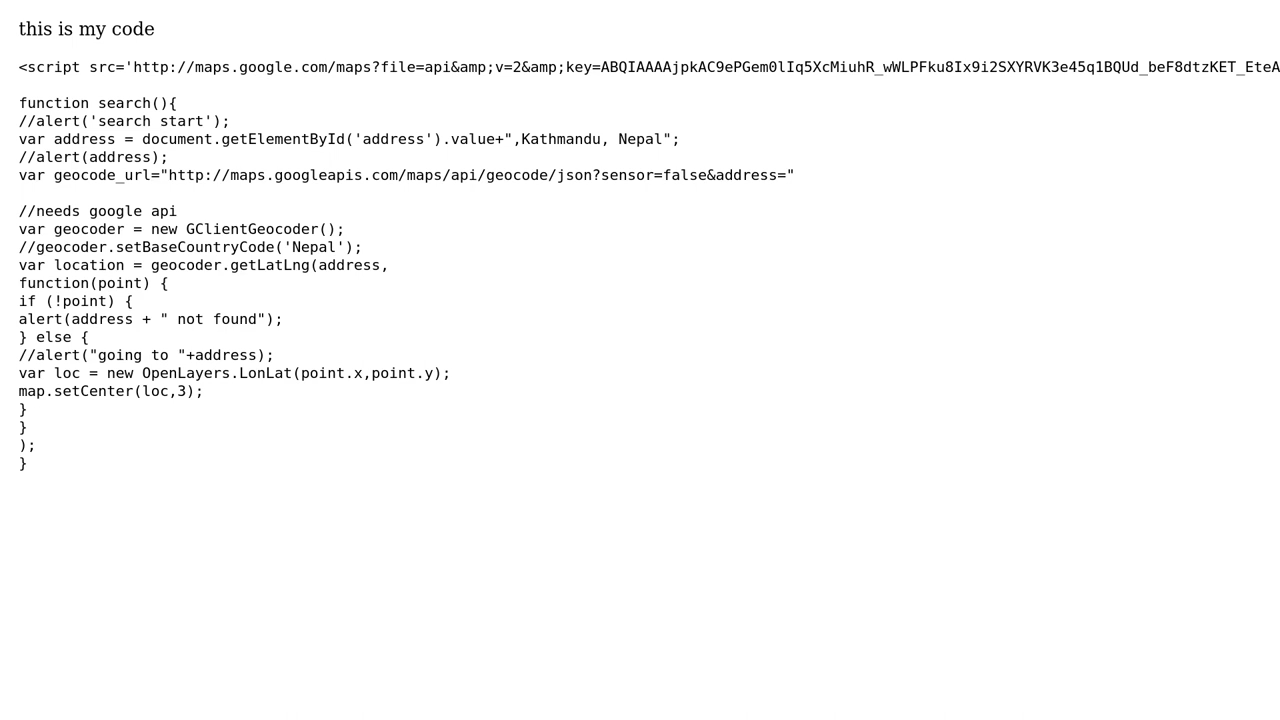 this is my code
<script src='http://maps.google.com/maps?file=api&amp;v=2&amp;key=ABQIAAAAjpkAC9ePGem0lIq5XcMiuhR_wWLPFku8Ix9i2SXYRVK3e45q1BQUd_beF8dtzKET_EteA
function search(){
//alert('search start');
var address = document.getElementById('address').value+",Kathmandu, Nepal";
//alert(address);
var geocode_url="http://maps.googleapis.com/maps/api/geocode/json?sensor=false&address="
//needs google api
var geocoder = new GClientGeocoder();
//geocoder.setBaseCountryCode('Nepal');
var location = geocoder.getLatLng(address,
function(point) {
if (!point) {
alert(address + " not found");
} else {
//alert("going to "+address);
var loc = new OpenLayers.LonLat(point.x,point.y);
map.setCenter(loc,3);
}
}
);
}